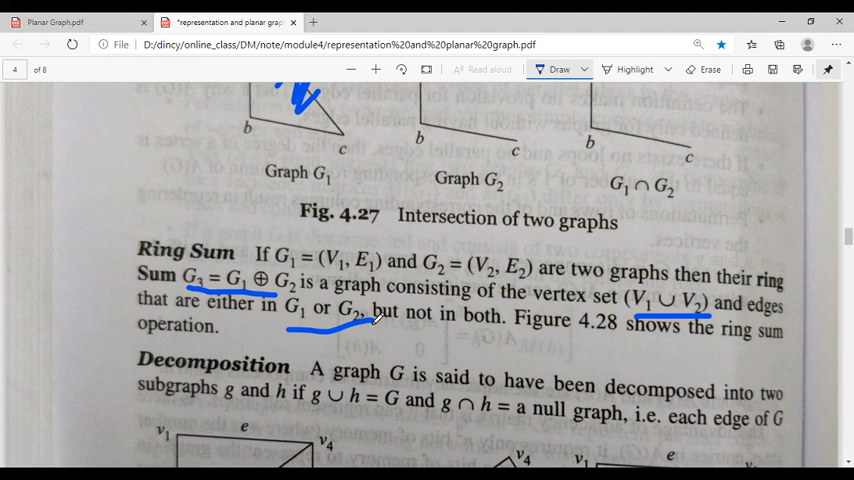 Planar Graph.pdf
*representation and planar grap
File
D:/dincy/online_class/DM/note/module4/representation%20and%20planar%20graph.pdf
4 of 8
Read aloud
Draw
Highlight
Erase
b
c
b
c
b
c
Graph G₁
Graph G₂
G₁ ∩ G₂
Fig. 4.27 Intersection of two graphs
Ring Sum If G₁ = (V₁, E₁) and G₂ = (V₂, E₂) are two graphs then their ring
Sum G₃ = G₁ ⊕ G₂ is a graph consisting of the vertex set (V₁ ∪ V₂) and edges
that are either in G₁ or G₂, but not in both. Figure 4.28 shows the ring sum
operation.
Decomposition A graph G is said to have been decomposed into two
subgraphs g and h if g ∪ h = G and g ∩ h = a null graph, i.e. each edge of G
v₁
e
v₄
v₄
v₁
e